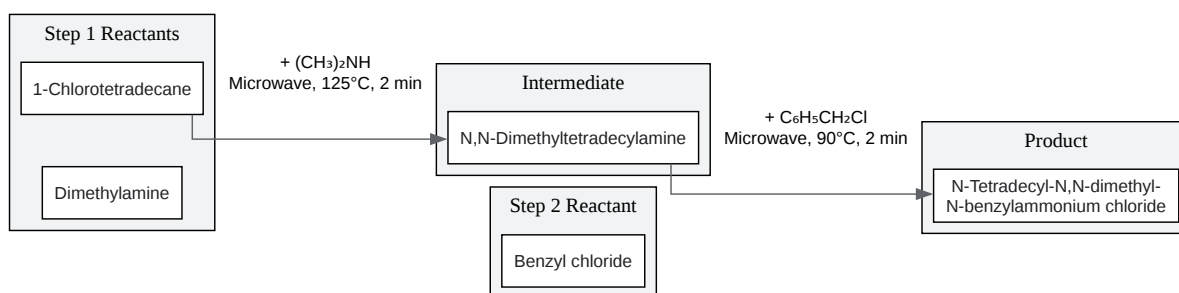 Step 1 Reactants
1-Chlorotetradecane
Dimethylamine
+ (CH₃)₂NH
Microwave, 125°C, 2 min
Intermediate
N,N-Dimethyltetradecylamine
Step 2 Reactant
Benzyl chloride
+ C₆H₅CH₂Cl
Microwave, 90°C, 2 min
Product
N-Tetradecyl-N,N-dimethyl-
N-benzylammonium chloride